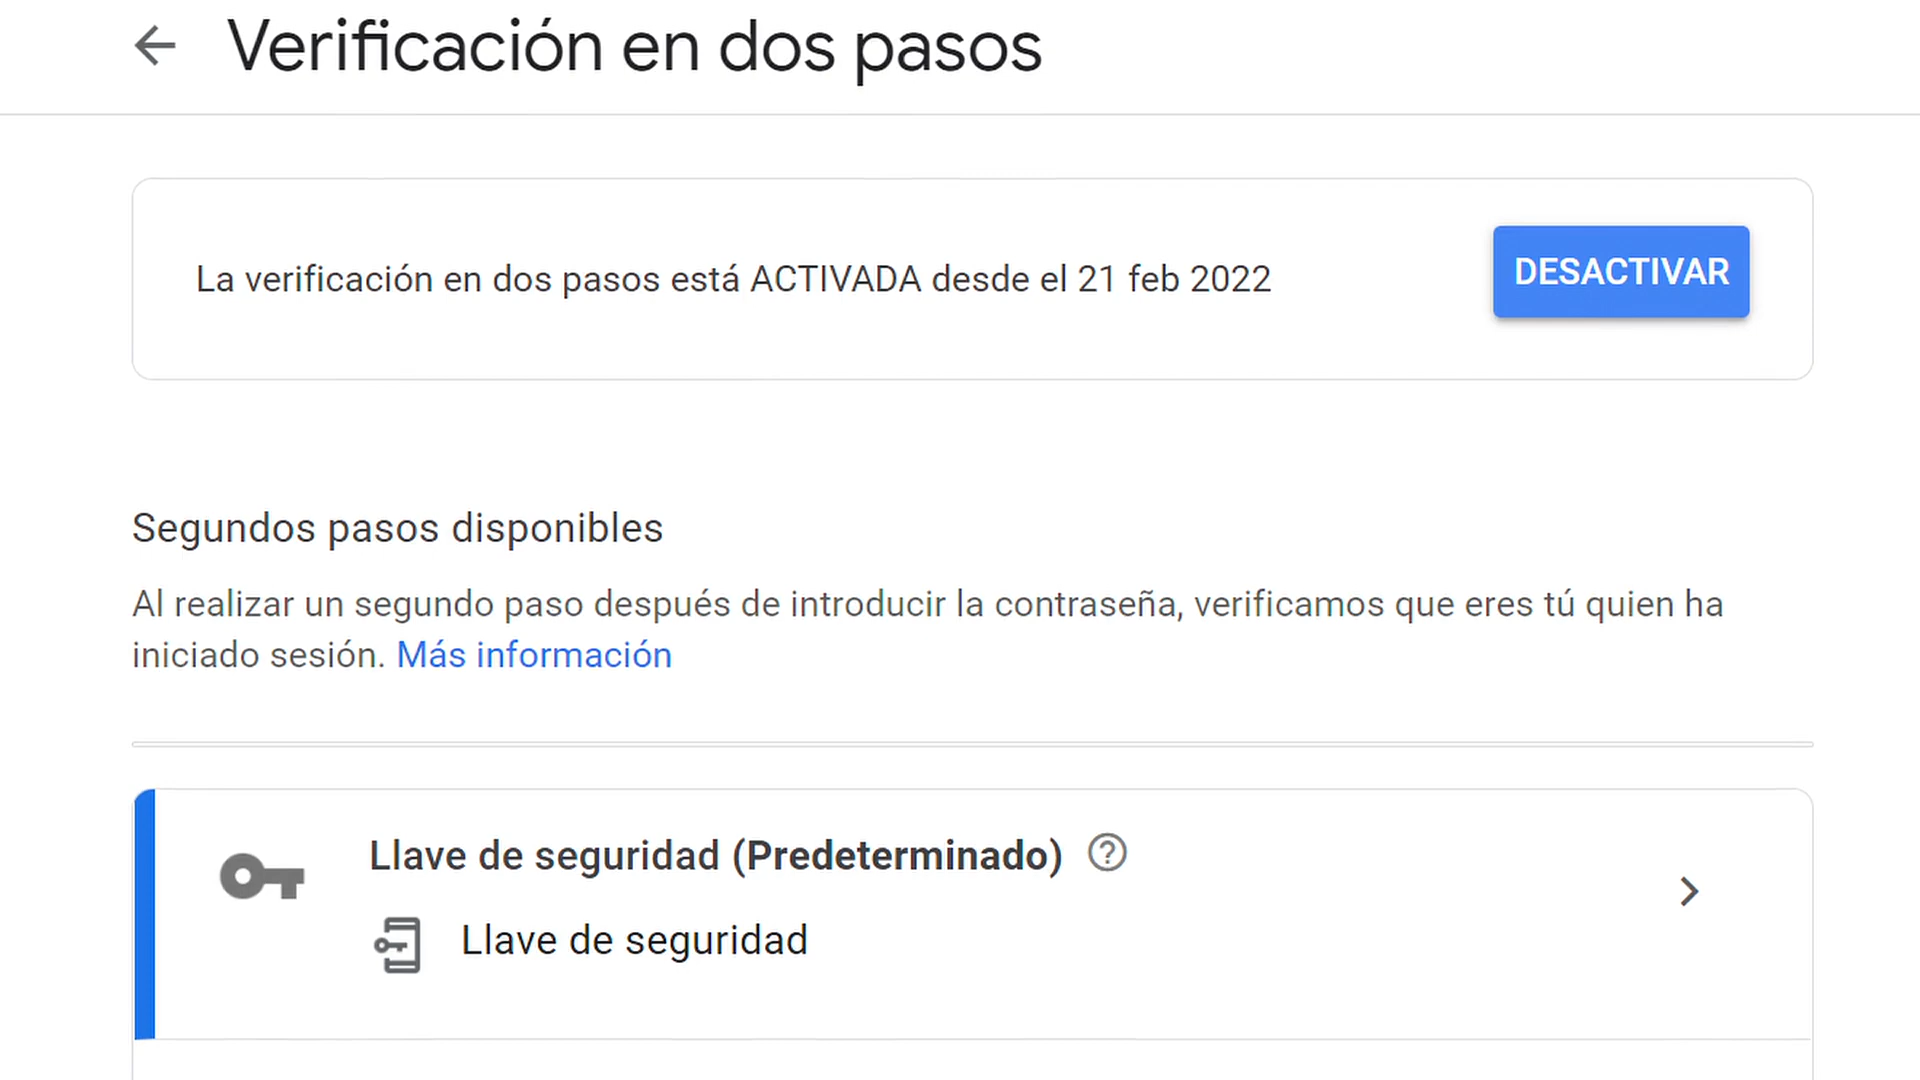 Verificación en dos pasos
La verificación en dos pasos está ACTIVADA desde el 21 feb 2022
DESACTIVAR
Segundos pasos disponibles
Al realizar un segundo paso después de introducir la contraseña, verificamos que eres tú quien ha
iniciado sesión. Más información
Llave de seguridad (Predeterminado)
Llave de seguridad